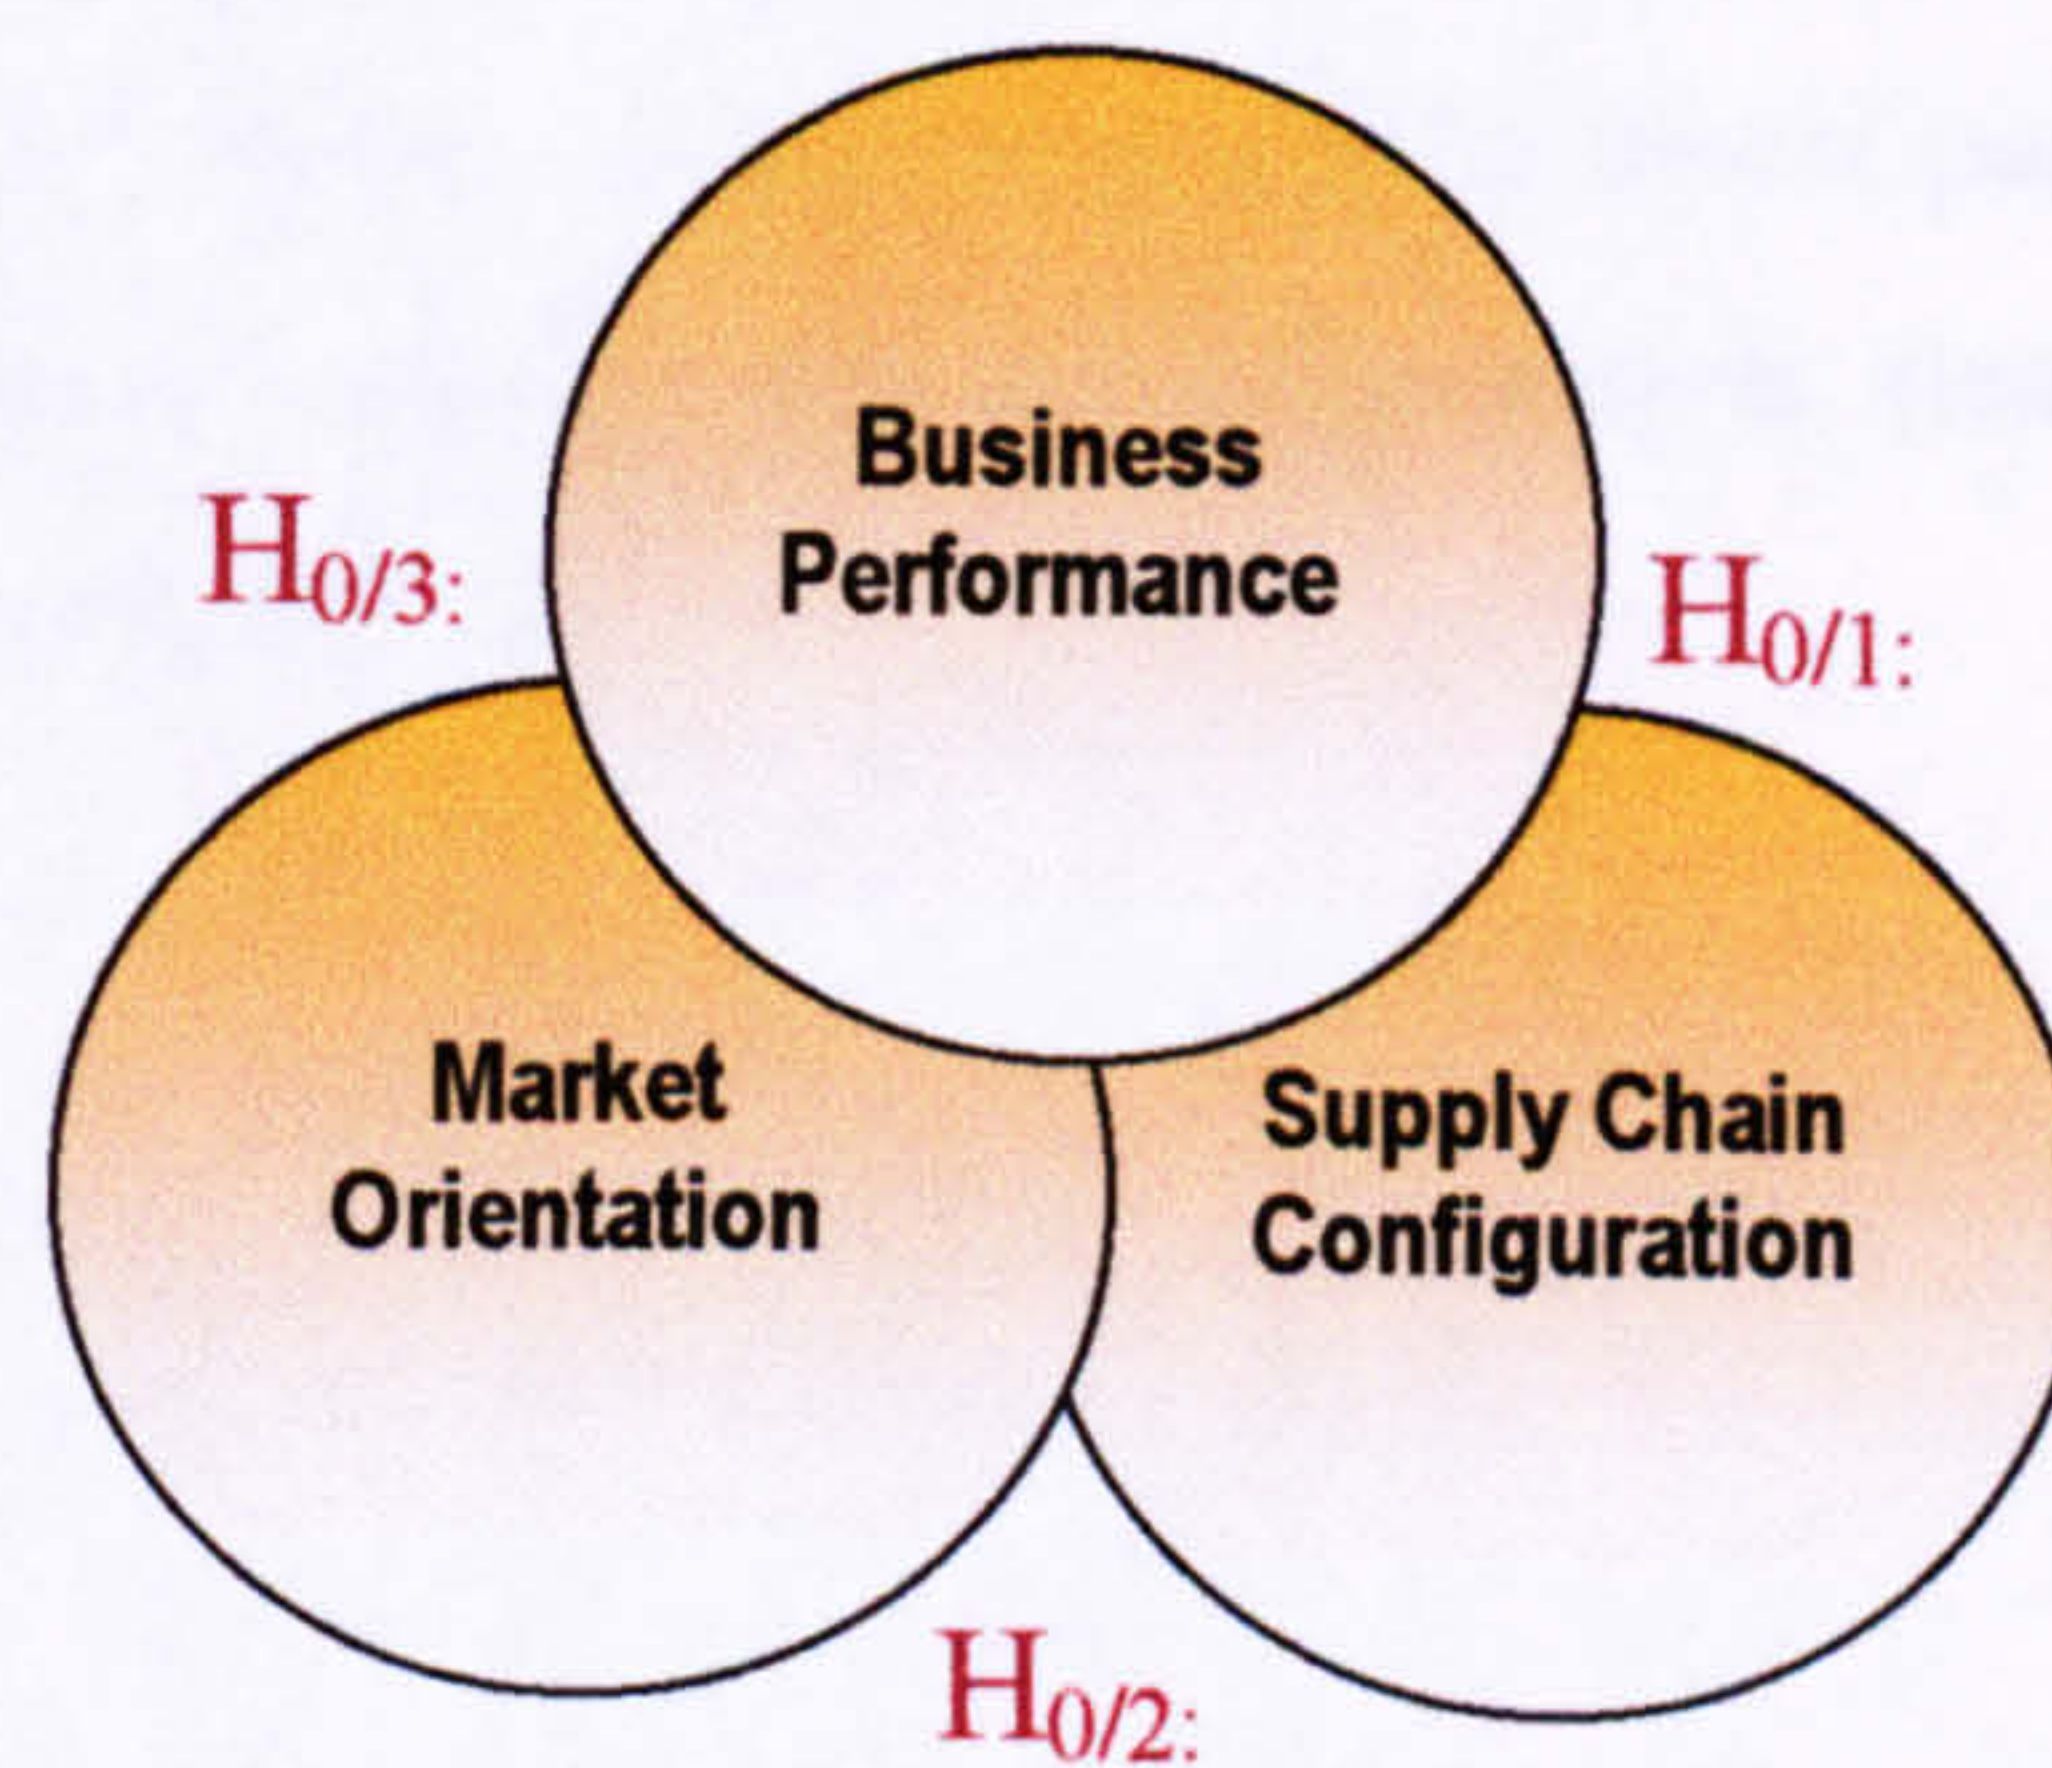 Business
Performance
H0/3:
H0/1:
Market
Orientation
Supply Chain
Configuration
H0/2: